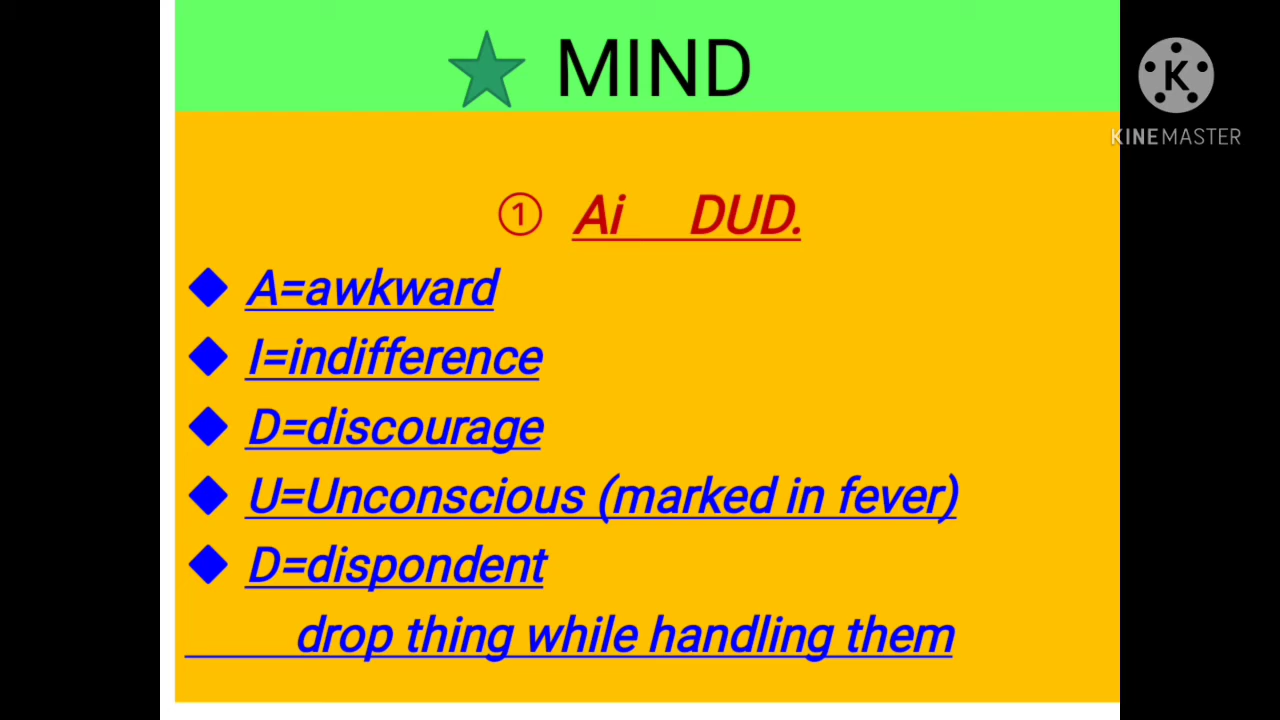 ★ MIND
K
KINEMASTER
① Ai DUD.
◆ A=awkward
◆ I=indifference
◆ D=discourage
◆ U=Unconscious (marked in fever)
◆ D=dispondent
drop thing while handling them